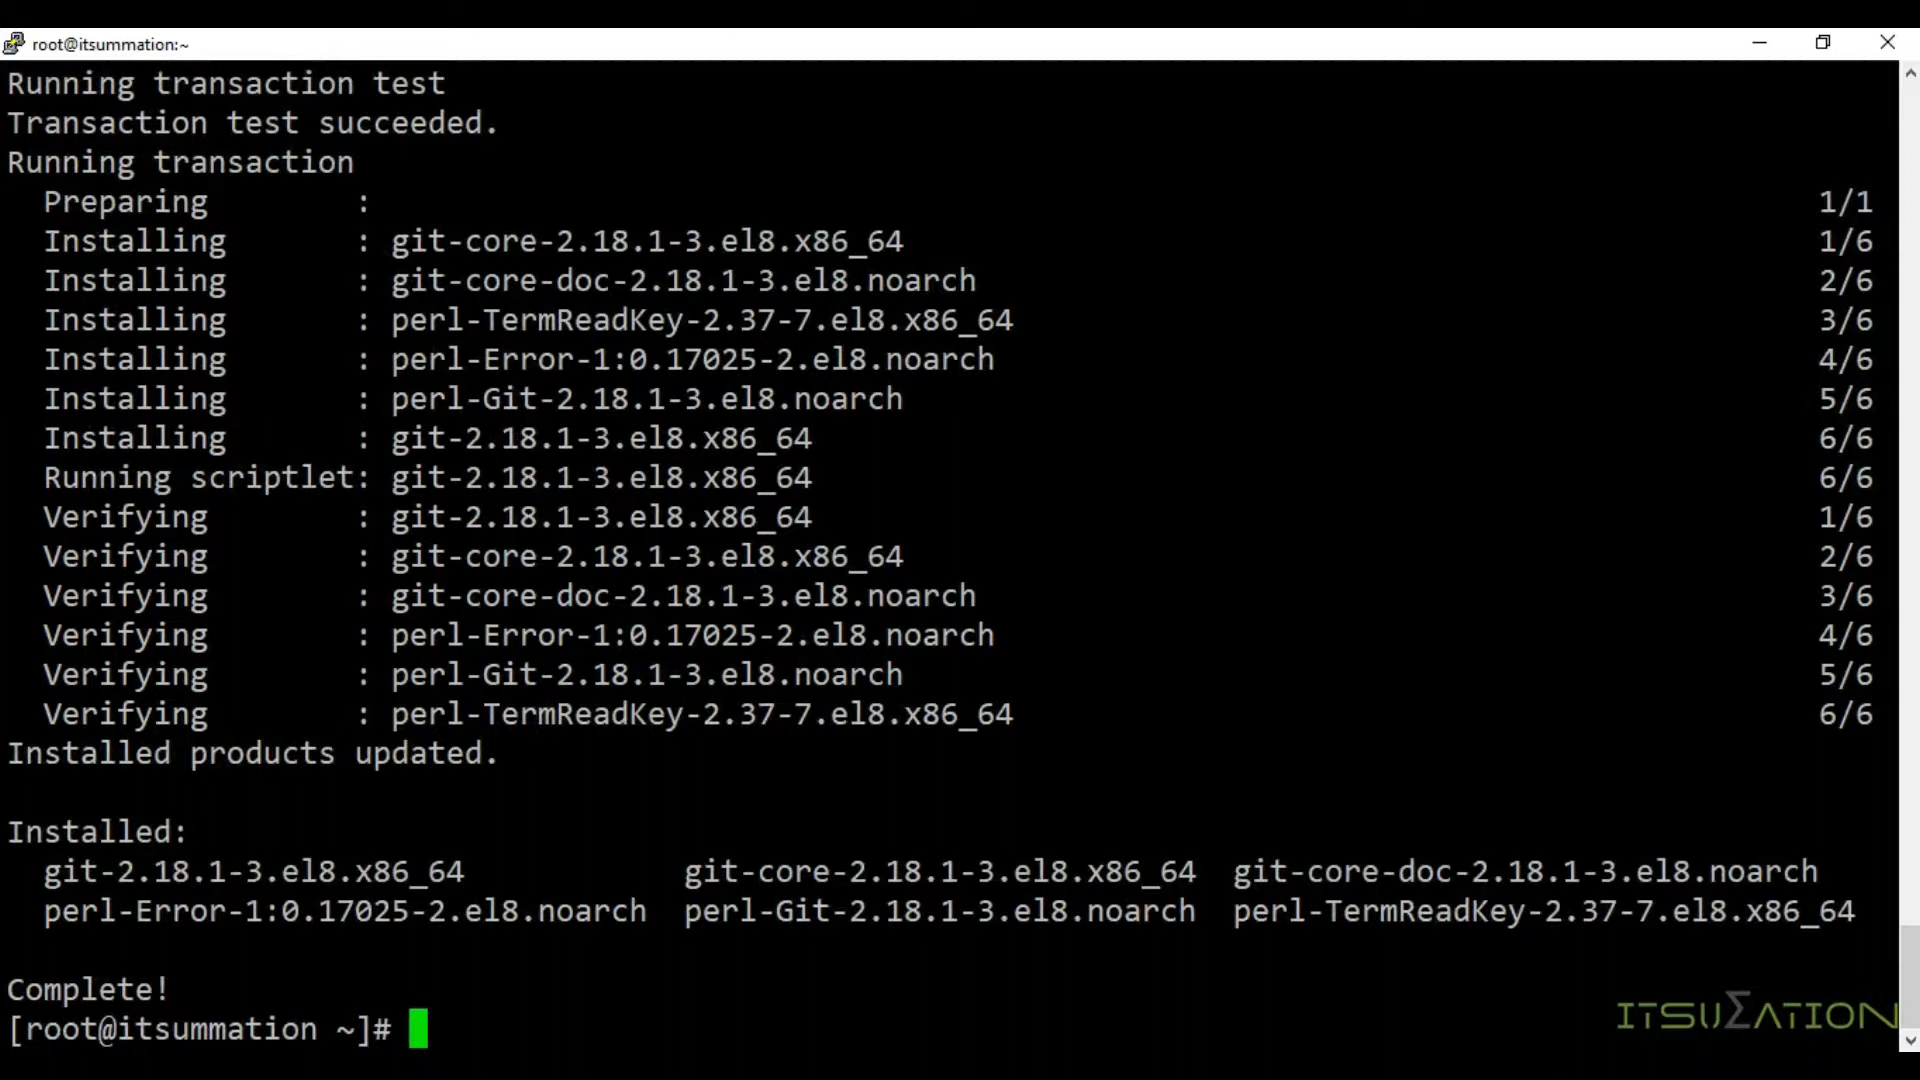 root@itsummation:~
Running transaction test
Transaction test succeeded.
Running transaction
  Preparing        :                                                                                1/1
  Installing       : git-core-2.18.1-3.el8.x86_64                                                   1/6
  Installing       : git-core-doc-2.18.1-3.el8.noarch                                               2/6
  Installing       : perl-TermReadKey-2.37-7.el8.x86_64                                             3/6
  Installing       : perl-Error-1:0.17025-2.el8.noarch                                              4/6
  Installing       : perl-Git-2.18.1-3.el8.noarch                                                   5/6
  Installing       : git-2.18.1-3.el8.x86_64                                                        6/6
  Running scriptlet: git-2.18.1-3.el8.x86_64                                                        6/6
  Verifying        : git-2.18.1-3.el8.x86_64                                                        1/6
  Verifying        : git-core-2.18.1-3.el8.x86_64                                                   2/6
  Verifying        : git-core-doc-2.18.1-3.el8.noarch                                               3/6
  Verifying        : perl-Error-1:0.17025-2.el8.noarch                                              4/6
  Verifying        : perl-Git-2.18.1-3.el8.noarch                                                   5/6
  Verifying        : perl-TermReadKey-2.37-7.el8.x86_64                                             6/6
Installed products updated.
Installed:
  git-2.18.1-3.el8.x86_64            git-core-2.18.1-3.el8.x86_64  git-core-doc-2.18.1-3.el8.noarch
  perl-Error-1:0.17025-2.el8.noarch  perl-Git-2.18.1-3.el8.noarch  perl-TermReadKey-2.37-7.el8.x86_64
Complete!
[root@itsummation ~]#
ITSUΣATION